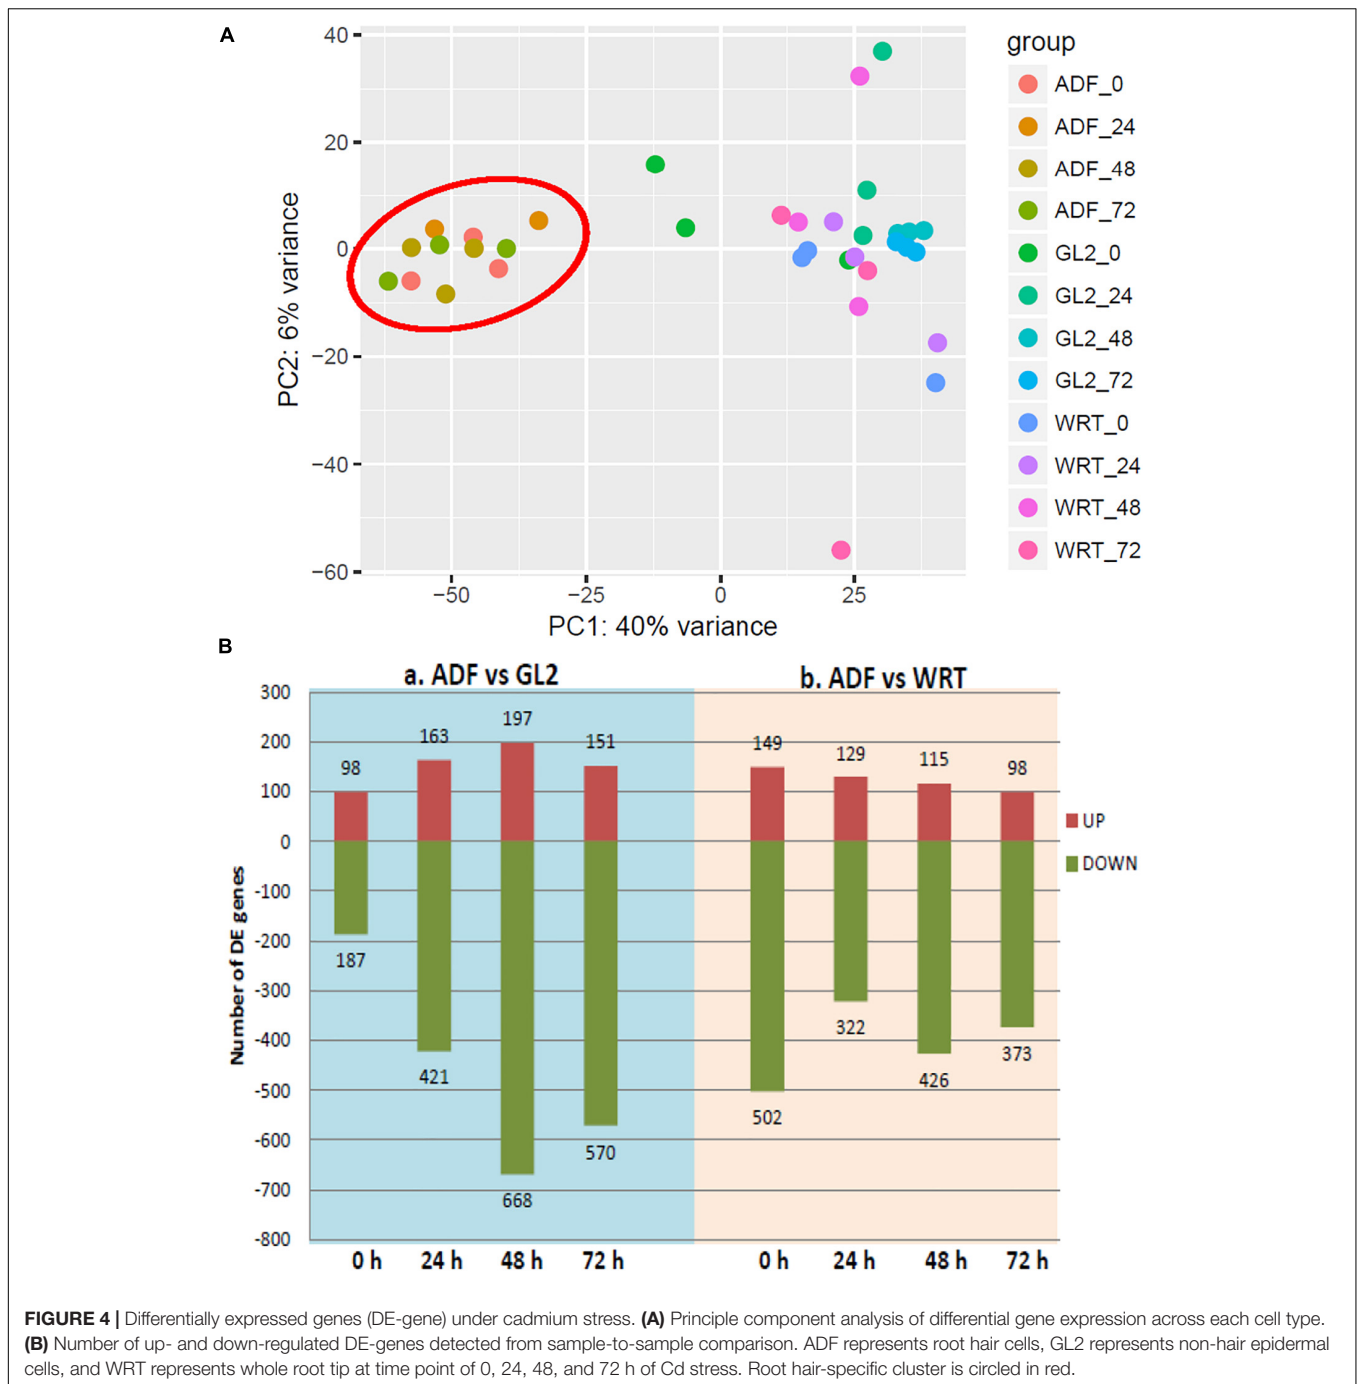 A
group
ADF_0
ADF_24
ADF_48
ADF_72
GL2_0
GL2_24
GL2_48
GL2_72
WRT_0
WRT_24
WRT_48
WRT_72
PC2: 6% variance
40
20
0
−20
−40
−60
−50
−25
0
25
PC1: 40% variance
B
a. ADF vs GL2
b. ADF vs WRT
Number of DE genes
300
200
100
0
-100
-200
-300
-400
-500
-600
-700
-800
98
163
197
151
149
129
115
98
187
421
668
570
502
322
426
373
UP
DOWN
0 h
24 h
48 h
72 h
0 h
24 h
48 h
72 h
FIGURE 4 | Differentially expressed genes (DE-gene) under cadmium stress. (A) Principle component analysis of differential gene expression across each cell type.
(B) Number of up- and down-regulated DE-genes detected from sample-to-sample comparison. ADF represents root hair cells, GL2 represents non-hair epidermal
cells, and WRT represents whole root tip at time point of 0, 24, 48, and 72 h of Cd stress. Root hair-specific cluster is circled in red.